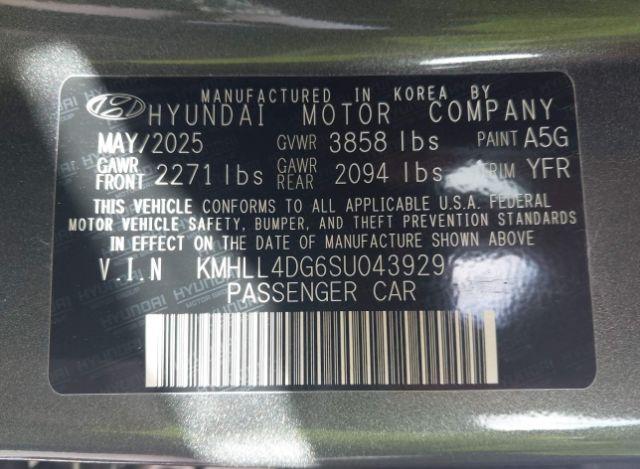 MANUFACTURED IN KOREA BY
HYUNDAI MOTOR COMPANY
MAY/2025 GVWR 3858 lbs PAINT A5G
GAWR FRONT 2271 lbs GAWR REAR 2094 lbs TRIM YFR
THIS VEHICLE CONFORMS TO ALL APPLICABLE U.S.A. FEDERAL
MOTOR VEHICLE SAFETY, BUMPER, AND THEFT PREVENTION STANDARDS
IN EFFECT ON THE DATE OF MANUFACTURE SHOWN ABOVE
V.I.N KMHLL4DG6SU043929
PASSENGER CAR